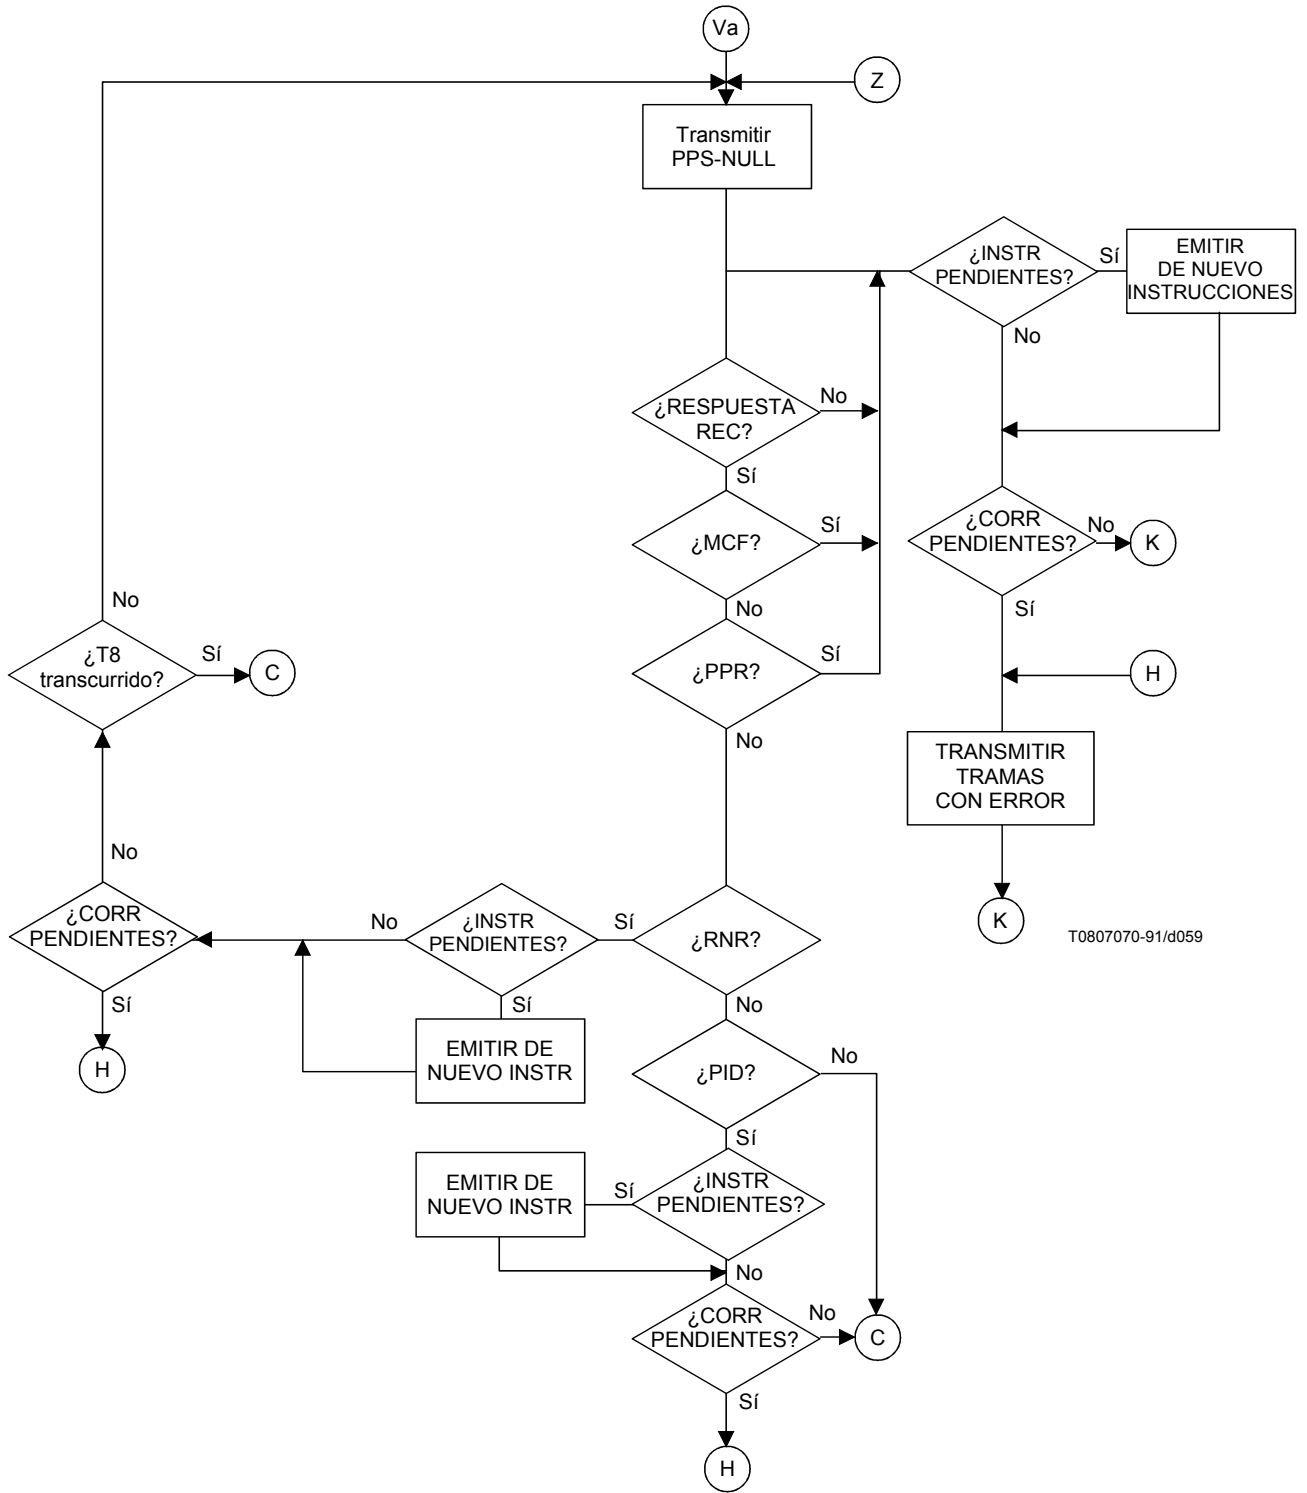 Va
Z
Transmitir
PPS-NULL
¿INSTR
PENDIENTES?
Sí
EMITIR
DE NUEVO
INSTRUCCIONES
No
¿RESPUESTA
REC?
No
Sí
¿MCF?
Sí
No
¿CORR
PENDIENTES?
No
K
Sí
¿PPR?
Sí
No
H
TRANSMITIR
TRAMAS
CON ERROR
K
T0807070-91/d059
No
¿T8
transcurrido?
Sí
C
No
¿CORR
PENDIENTES?
Sí
H
No
¿INSTR
PENDIENTES?
Sí
Sí
EMITIR DE
NUEVO INSTR
¿RNR?
No
¿PID?
No
Sí
EMITIR DE
NUEVO INSTR
Sí
¿INSTR
PENDIENTES?
No
¿CORR
PENDIENTES?
No
C
Sí
H